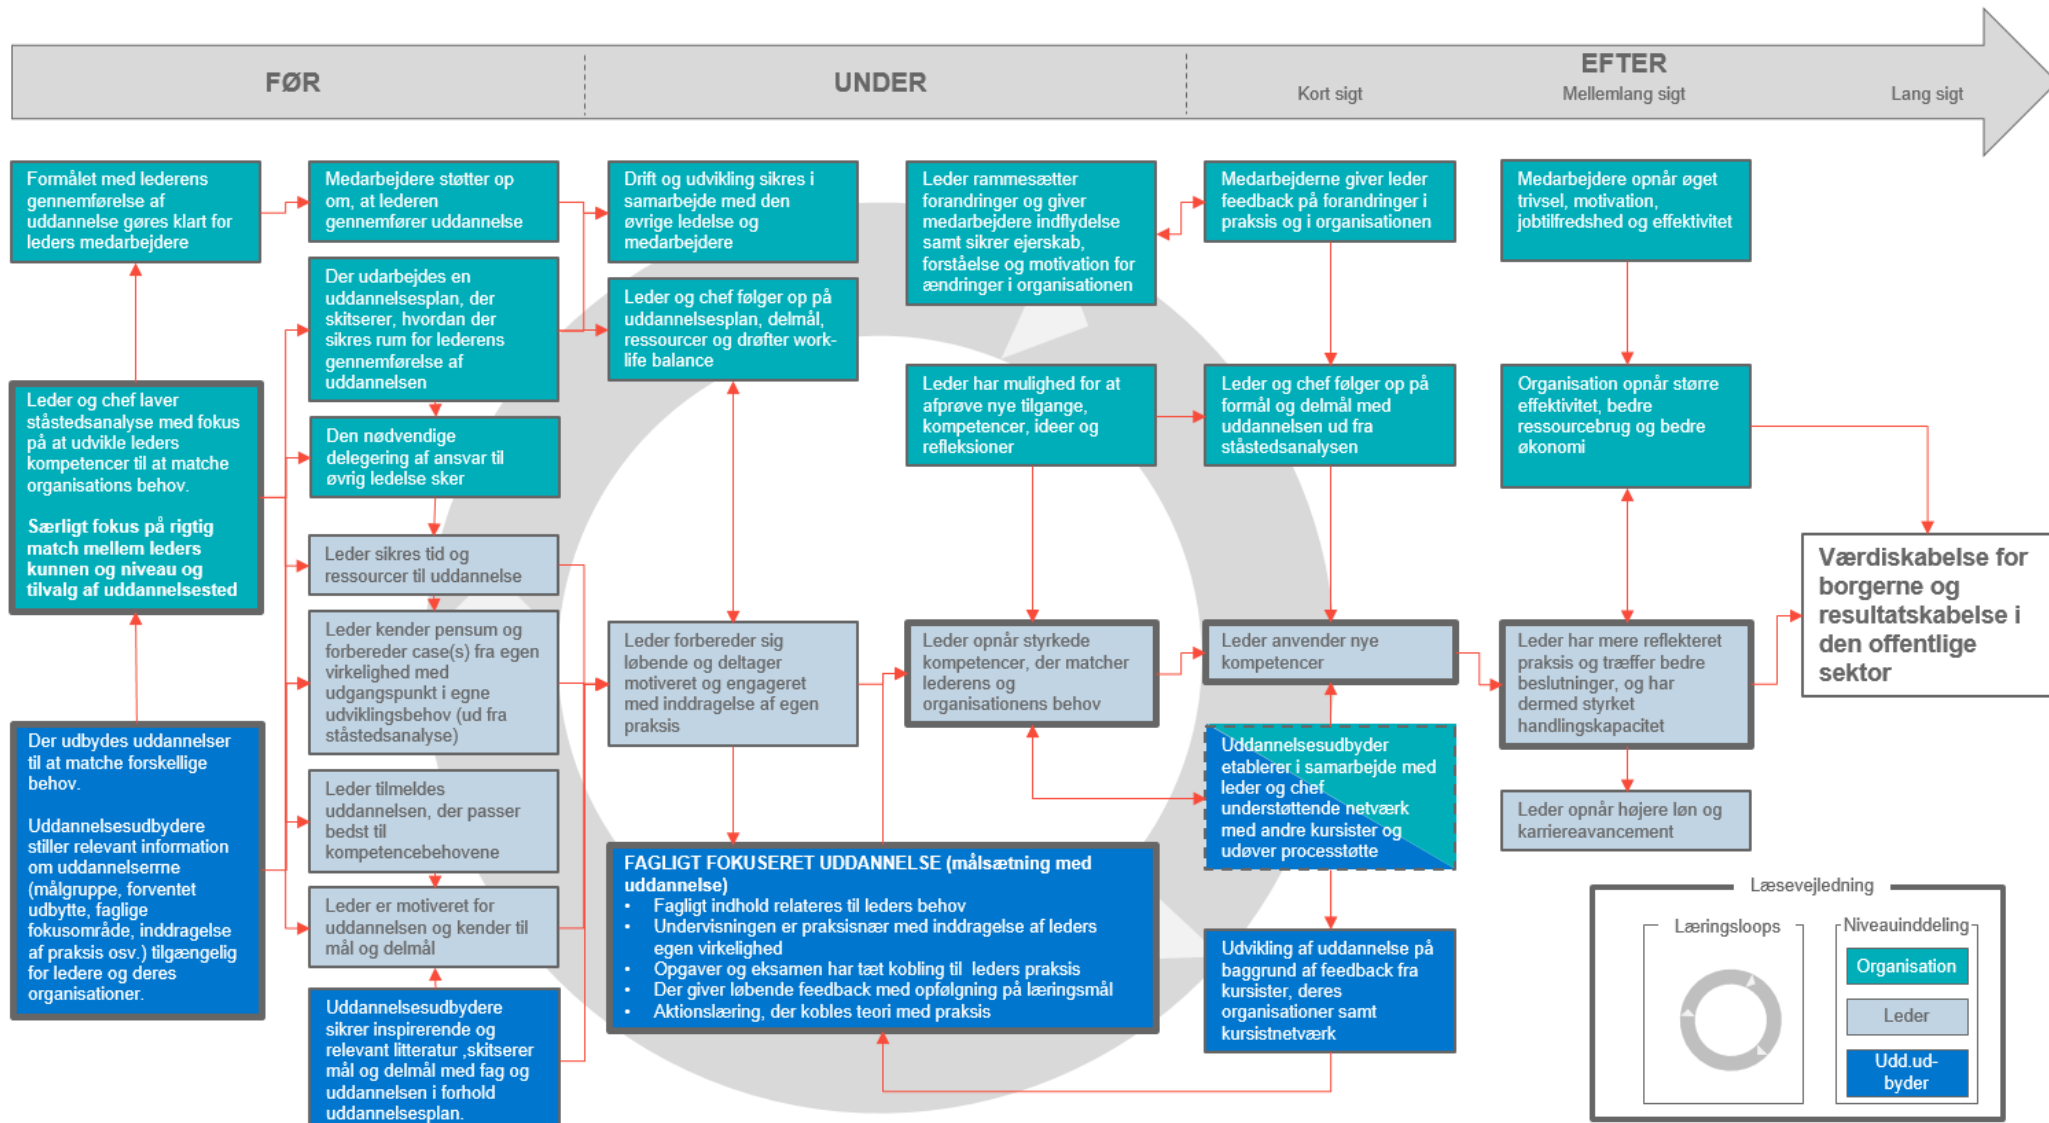 FØR
UNDER
EFTER
Kort sigt
Mellemlang sigt
Lang sigt
Formålet med lederens
gennemførelse af
uddannelse gøres klart for
leders medarbejdere
Leder og chef laver
ståstedsanalyse med fokus
på at udvikle leders
kompetencer til at matche
organisations behov.
Særligt fokus på rigtig
match mellem leders
kunnen og niveau og
tilvalg af uddannelsested
Der udbydes uddannelser
til at matche forskellige
behov.
Uddannelsesudbydere
stiller relevant information
om uddannelserrne
(målgruppe, forventet
udbytte, faglige
fokusområde, inddragelse
af praksis osv.) tilgængelig
for ledere og deres
organisationer.
Medarbejdere støtter op
om, at lederen
gennemfører uddannelse
Der udarbejdes en
uddannelsesplan, der
skitserer, hvordan der
sikres rum for lederens
gennemførelse af
uddannelsen
Den nødvendige
delegering af ansvar til
øvrig ledelse sker
Leder sikres tid og
ressourcer til uddannelse
Leder kender pensum og
forbereder case(s) fra egen
virkelighed med
udgangspunkt i egne
udviklingsbehov (ud fra
ståstedsanalyse)
Leder tilmeldes
uddannelsen, der passer
bedst til
kompetencebehovene
Leder er motiveret for
uddannelsen og kender til
mål og delmål
Uddannelsesudbydere
sikrer inspirerende og
relevant litteratur ,skitserer
mål og delmål med fag og
uddannelsen i forhold
uddannelsesplan.
Drift og udvikling sikres i
samarbejde med den
øvrige ledelse og
medarbejdere
Leder og chef følger op på
uddannelsesplan, delmål,
ressourcer og drøfter work-
life balance
Leder forbereder sig
løbende og deltager
motiveret og engageret
med inddragelse af egen
praksis
FAGLIGT FOKUSERET UDDANNELSE (målsætning med
uddannelse)
• Fagligt indhold relateres til leders behov
• Undervisningen er praksisnær med inddragelse af leders
egen virkelighed
• Opgaver og eksamen har tæt kobling til leders praksis
• Der giver løbende feedback med opfølgning på læringsmål
• Aktionslæring, der kobles teori med praksis
Leder rammesætter
forandringer og giver
medarbejdere indflydelse
samt sikrer ejerskab,
forståelse og motivation for
ændringer i organisationen
Leder har mulighed for at
afprøve nye tilgange,
kompetencer, ideer og
refleksioner
Leder opnår styrkede
kompetencer, der matcher
lederens og
organisationens behov
Medarbejderne giver leder
feedback på forandringer i
praksis og i organisationen
Leder og chef følger op på
formål og delmål med
uddannelsen ud fra
ståstedsanalysen
Leder anvender nye
kompetencer
Uddannelsesudbyder
etablerer i samarbejde med
leder og chef
understøttende netværk
med andre kursister og
udøver processtøtte
Udvikling af uddannelse på
baggrund af feedback fra
kursister, deres
organisationer samt
kursistnetværk
Medarbejdere opnår øget
trivsel, motivation,
jobtilfredshed og effektivitet
Organisation opnår større
effektivitet, bedre
ressourcebrug og bedre
økonomi
Leder har mere reflekteret
praksis og træffer bedre
beslutninger, og har
dermed styrket
handlingskapacitet
Leder opnår højere løn og
karriereavancement
Værdiskabelse for
borgerne og
resultatskabelse i
den offentlige
sektor
Læsevejledning
Læringsloops
Niveauinddeling
Organisation
Leder
Udd.ud-
byder